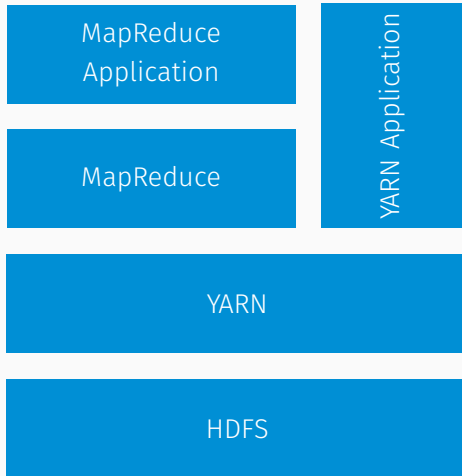 MapReduce
Application
YARN Application
MapReduce
YARN
HDFS